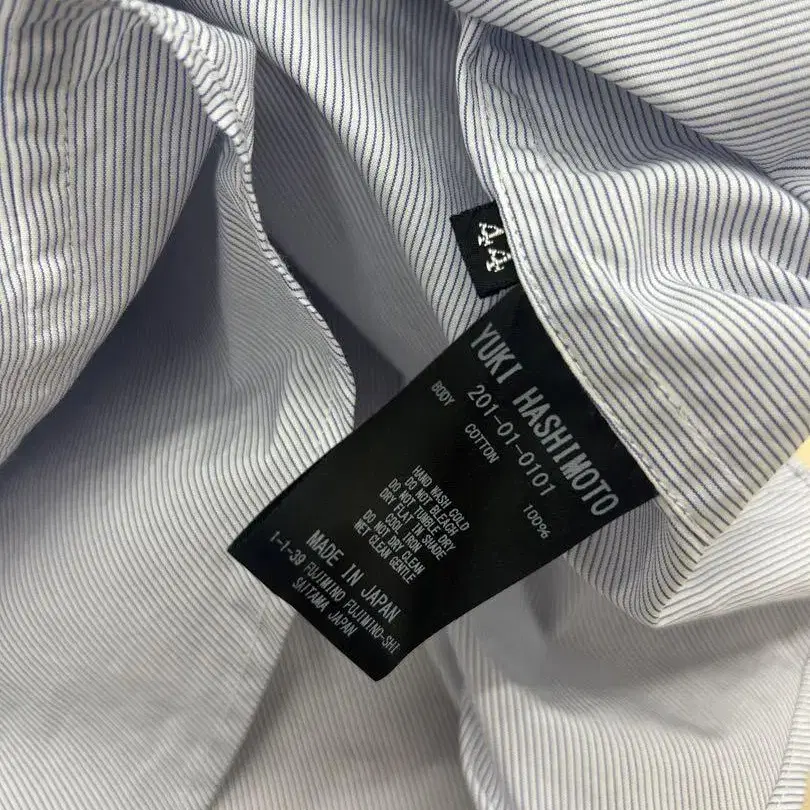 44
YUKI HASHIMOTO
201-01-0101
BODY COTTON 100%
HAND WASH COLD
DO NOT BLEACH
DO NOT TUMBLE DRY
DRY FLAT IN SHADE
COOL IRON
DO NOT DRY CLEAN
WET CLEAN GENTLE
MADE IN JAPAN
1-1-39 FUJIMINO FUJIMINO-SHI
SAITAMA JAPAN